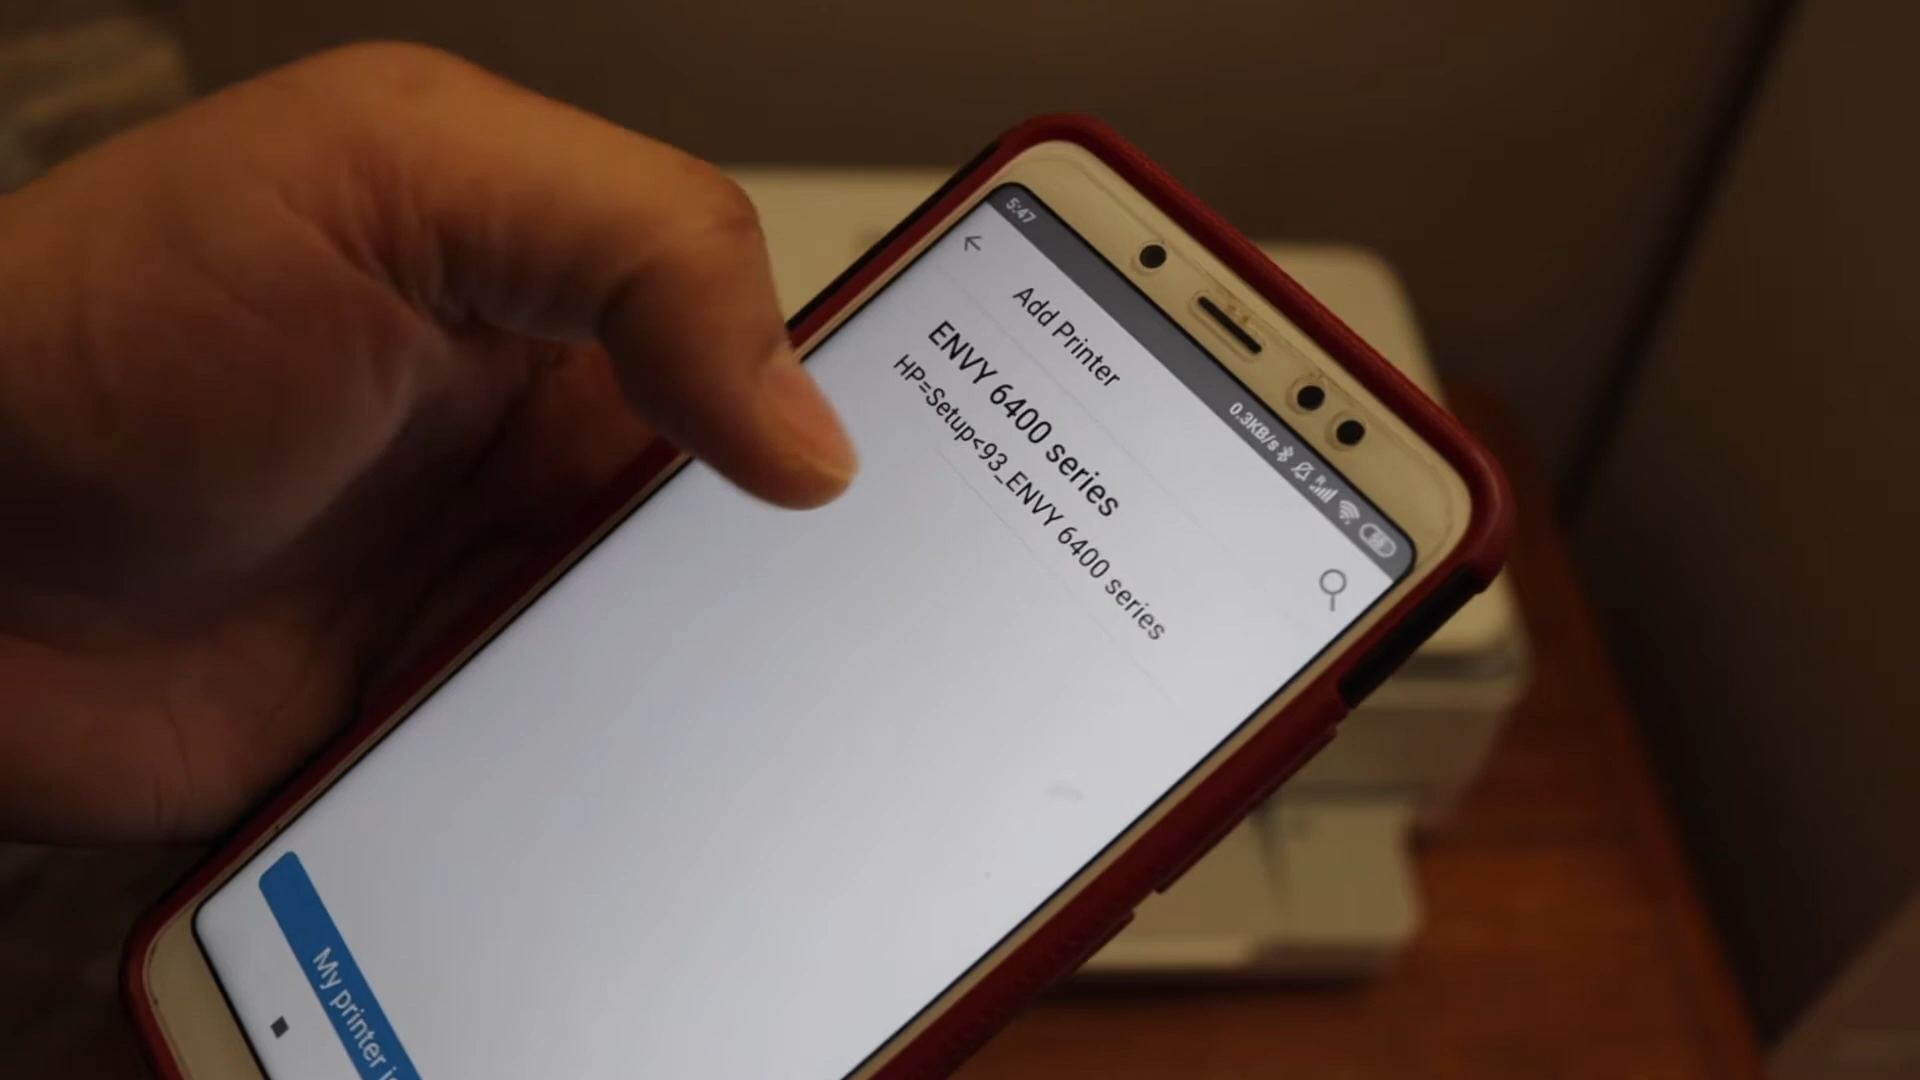 5:47
0.3KB/s
Add Printer
ENVY 6400 series
HP=Setup<93_ENVY 6400 series
My printer